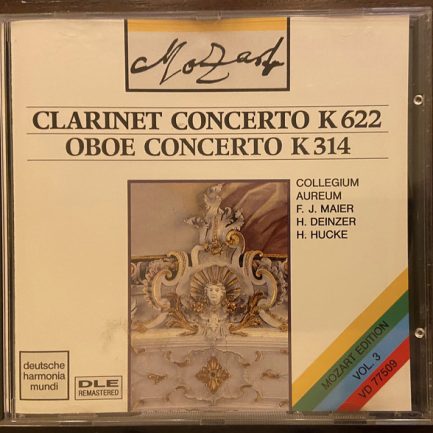 Mozart
CLARINET CONCERTO K 622
OBOE CONCERTO K 314
COLLEGIUM
AUREUM
F. J. MAIER
H. DEINZER
H. HUCKE
deutsche
harmonia
mundi
DLE
REMASTERED
MOZART EDITION
VOL. 3
VD 77509